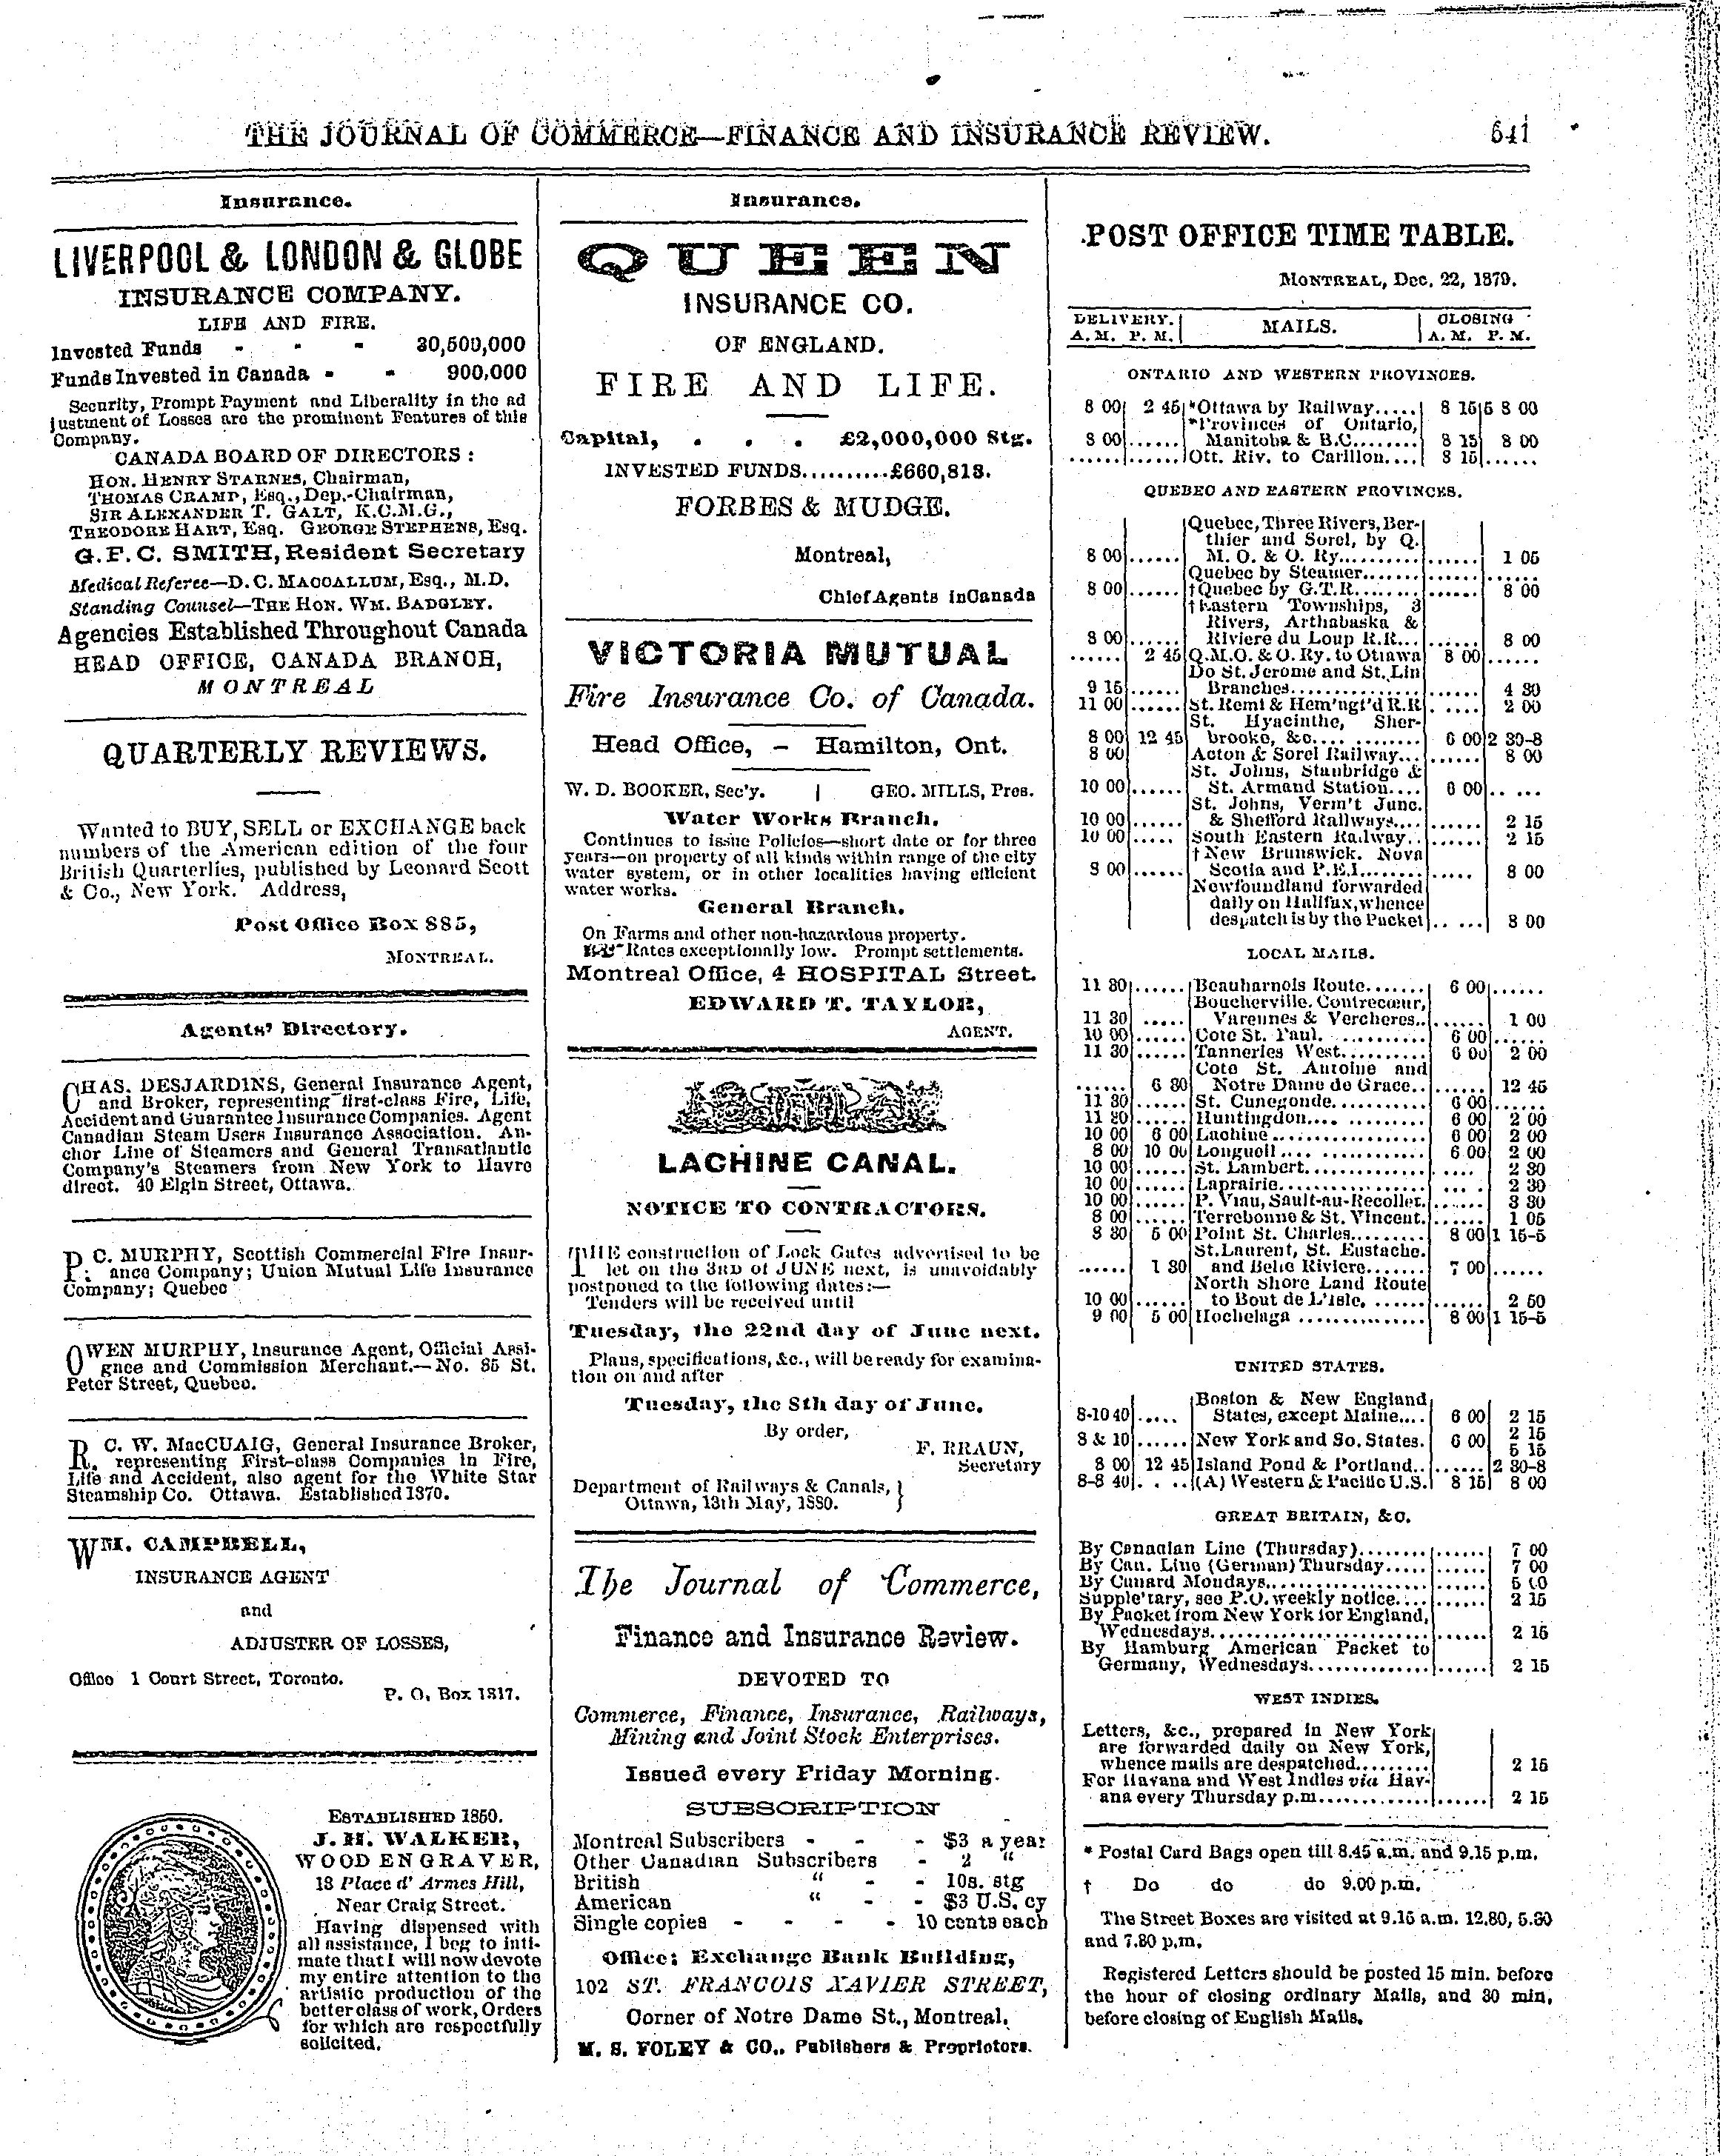 THE JOURNAL OF COMMERCE—FINANCE AND INSURANCE REVIEW. 641
Insurance.
LIVERPOOL & LONDON & GLOBE
INSURANCE COMPANY.
LIFE AND FIRE.
Invested Funds - - - 30,500,000
Funds Invested in Canada - - 900,000
Security, Prompt Payment and Liberality in the ad
justment of Losses are the prominent Features of this
Company.
CANADA BOARD OF DIRECTORS :
HON. HENRY STARNES, Chairman,
THOMAS CRAMP, Esq., Dep.-Chairman,
SIR ALEXANDER T. GALT, K.C.M.G.,
THEODORE HART, Esq. GEORGE STEPHENS, Esq.
G. F. C. SMITH, Resident Secretary
Medical Referee—D. C. MACCALLUM, Esq., M.D.
Standing Counsel—THE HON. WM. BADGLEY.
Agencies Established Throughout Canada
HEAD OFFICE, CANADA BRANCH,
MONTREAL
QUARTERLY REVIEWS.
Wanted to BUY, SELL or EXCHANGE back
numbers of the American edition of the four
British Quarterlies, published by Leonard Scott
& Co., New York. Address,
Post Office Box 885,
MONTREAL.
Agents' Directory.
CHAS. DESJARDINS, General Insurance Agent,
and Broker, representing first-class Fire, Life,
Accident and Guarantee Insurance Companies. Agent
Canadian Steam Users Insurance Association. An-
chor Line of Steamers and General Transatlantic
Company's Steamers from New York to Havre
direct. 40 Elgin Street, Ottawa.
P. C. MURPHY, Scottish Commercial Fire Insur-
ance Company; Union Mutual Life Insurance
Company; Quebec
OWEN MURPHY, Insurance Agent, Official Assi-
gnee and Commission Merchant.—No. 85 St.
Peter Street, Quebec.
R. C. W. MacCUAIG, General Insurance Broker,
representing First-class Companies in Fire,
Life and Accident, also agent for the White Star
Steamship Co. Ottawa. Established 1870.
WM. CAMPBELL,
INSURANCE AGENT
and
ADJUSTER OF LOSSES,
Office 1 Court Street, Toronto.
P. O. Box 1317.
ESTABLISHED 1850.
J. H. WALKER,
WOOD ENGRAVER,
13 Place d' Armes Hill,
Near Craig Street.
Having dispensed with
all assistance, I beg to inti-
mate that I will now devote
my entire attention to the
artistic production of the
better class of work, Orders
for which are respectfully
solicited.
Insurance.
QUEEN
INSURANCE CO.
OF ENGLAND.
FIRE AND LIFE.
Capital, . . . £2,000,000 Stg.
INVESTED FUNDS..........£660,818.
FORBES & MUDGE.
Montreal,
Chief Agents in Canada
VICTORIA MUTUAL
Fire Insurance Co. of Canada.
Head Office, - Hamilton, Ont.
W. D. BOOKER, Sec'y. | GEO. MILLS, Pres.
Water Works Branch.
Continues to issue Policies—short date or for three
years—on property of all kinds within range of the city
water system, or in other localities having efficient
water works.
General Branch.
On Farms and other non-hazardous property.
Rates exceptionally low. Prompt settlements.
Montreal Office, 4 HOSPITAL Street.
EDWARD T. TAYLOR,
AGENT.
LACHINE CANAL.
NOTICE TO CONTRACTORS.
THE construction of Lock Gates advertised to be
let on the 3RD of JUNE next, is unavoidably
postponed to the following dates:—
Tenders will be received until
Tuesday, the 22nd day of June next.
Plans, specifications, &c., will be ready for examina-
tion on and after
Tuesday, the 8th day of June.
By order,
F. BRAUN,
Secretary
Department of Railways & Canals,
Ottawa, 13th May, 1880.
The Journal of Commerce,
Finance and Insurance Review.
DEVOTED TO
Commerce, Finance, Insurance, Railways,
Mining and Joint Stock Enterprises.
Issued every Friday Morning.
SUBSCRIPTION
Montreal Subscribers - - - $3 a year
Other Canadian Subscribers - 2 "
British " - - 10s. stg
American " - - $3 U.S. cy
Single copies - - - - 10 cents each
Office: Exchange Bank Building,
102 ST. FRANCOIS XAVIER STREET,
Corner of Notre Dame St., Montreal.
M. S. FOLEY & CO., Publishers & Proprietors.
POST OFFICE TIME TABLE.
MONTREAL, Dec. 22, 1879.
DELIVERY. MAILS. CLOSING
A. M. P. M. A. M. P. M.
ONTARIO AND WESTERN PROVINCES.
8 00 2 45 *Ottawa by Railway..... 8 15 5 8 00
*Provinces of Ontario,
8 00 ...... Manitoba & B.C........ 8 15 8 00
...... ...... Ott. Riv. to Carillon.... 8 15 ......
QUEBEC AND EASTERN PROVINCES.
Quebec, Three Rivers, Ber-
thier and Sorel, by Q.
8 00 ...... M. O. & O. Ry.......... ...... 1 05
Quebec by Steamer....... ...... ......
8 00 ...... †Quebec by G.T.R........ ...... 8 00
†Eastern Townships, 3
Rivers, Arthabaska &
8 00 ...... Riviere du Loup R.R... ...... 8 00
...... 2 45 Q.M.O. & O. Ry. to Ottawa 8 00 ......
Do St. Jerome and St. Lin
9 15 ...... Branches............... ...... 4 30
11 00 ...... St. Remi & Hem'ngf'd R.R ...... 2 00
St. Hyacinthe, Sher-
8 00 12 45 brooke, &c............. 6 00 2 30-8
8 00 Acton & Sorel Railway... ...... 8 00
St. Johns, Stanbridge &
10 00 ...... St. Armand Station.... 6 00 ......
St. Johns, Verm't Junc.
10 00 ...... & Shefford Railways.... ...... 2 15
10 00 ..... South Eastern Railway.. ...... 2 15
†New Brunswick. Nova
8 00 ...... Scotia and P.E.I........ ..... 8 00
Newfoundland forwarded
daily on Halifax, whence
despatch is by the Packet ...... 8 00
LOCAL MAILS.
11 30 ...... Beauharnois Route....... 6 00 ......
Boucherville, Contrecœur,
11 30 ..... Varennes & Vercheres.. ...... 1 00
10 00 ...... Cote St. Paul............ 6 00 ......
11 30 ...... Tanneries West.......... 6 00 2 00
Cote St. Antoine and
...... 6 30 Notre Dame de Grace.. ...... 12 45
11 30 ...... St. Cunegonde........... 6 00 ......
11 30 ...... Huntingdon.... ......... 6 00 2 00
10 00 6 00 Lachine.................. 6 00 2 00
8 00 10 00 Longueil................. 6 00 2 00
10 00 ...... St. Lambert.............. .... 2 30
10 00 ...... Laprairie................. .... 2 30
10 00 ...... P. Viau, Sault-au-Recollet. ...... 3 30
8 00 ...... Terrebonne & St. Vincent. ...... 1 05
8 30 5 00 Point St. Charles......... 8 00 1 15-5
St. Laurent, St. Eustache.
...... 1 30 and Belle Riviere....... 7 00 ......
North Shore Land Route
10 00 ...... to Bout de L'Isle, ...... ...... 2 50
9 00 5 00 Hochelaga ............... 8 00 1 15-5
UNITED STATES.
Boston & New England
8-10 40 ..... States, except Maine.... 6 00 2 15
8 & 10 ...... New York and So. States. 6 00 2 15
5 15
8 00 12 45 Island Pond & Portland.. ...... 2 30-8
8-8 40 . . .. (A) Western & Pacific U.S. 8 15 8 00
GREAT BRITAIN, &C.
By Canadian Line (Thursday)........ ...... 7 00
By Can. Line (German) Thursday..... ...... 7 00
By Cunard Mondays.................. ...... 5 00
Supple'tary, see P.O. weekly notice.... ...... 2 15
By Packet from New York for England,
Wednesdays....................... ...... 2 15
By Hamburg American Packet to
Germany, Wednesdays.............. ...... 2 15
WEST INDIES.
Letters, &c., prepared in New York
are forwarded daily on New York,
whence mails are despatched......... 2 15
For Havana and West Indies via Hav-
ana every Thursday p.m............. ...... 2 15
* Postal Card Bags open till 8.45 a.m. and 9.15 p.m.
† Do do do 9.00 p.m.
The Street Boxes are visited at 9.15 a.m. 12.30, 5.30
and 7.30 p.m.
Registered Letters should be posted 15 min. before
the hour of closing ordinary Mails, and 30 min.
before closing of English Mails.